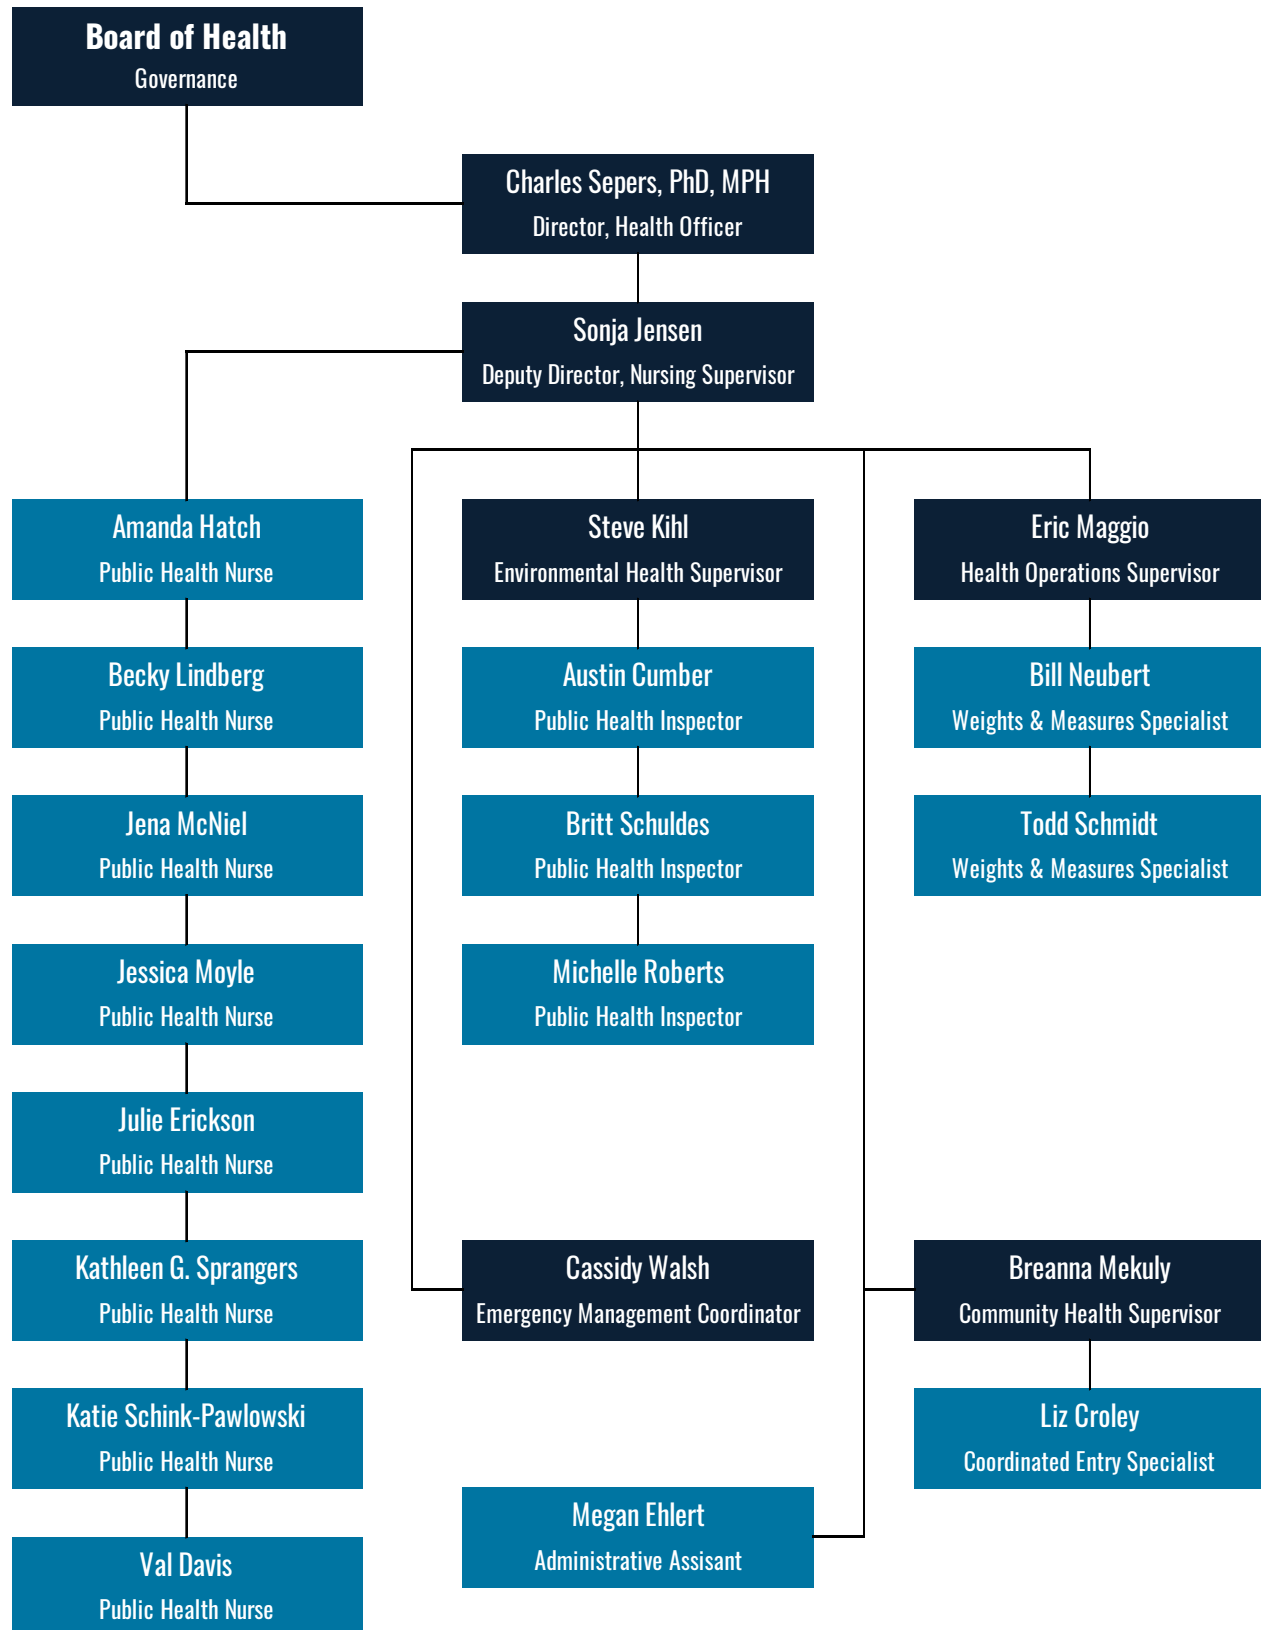 Board of Health
Governance
Charles Sepers, PhD, MPH
Director, Health Officer
Sonja Jensen
Deputy Director, Nursing Supervisor
Amanda Hatch
Public Health Nurse
Becky Lindberg
Public Health Nurse
Jena McNiel
Public Health Nurse
Jessica Moyle
Public Health Nurse
Julie Erickson
Public Health Nurse
Kathleen G. Sprangers
Public Health Nurse
Katie Schink-Pawlowski
Public Health Nurse
Val Davis
Public Health Nurse
Steve Kihl
Environmental Health Supervisor
Austin Cumber
Public Health Inspector
Britt Schuldes
Public Health Inspector
Michelle Roberts
Public Health Inspector
Cassidy Walsh
Emergency Management Coordinator
Megan Ehlert
Administrative Assisant
Eric Maggio
Health Operations Supervisor
Bill Neubert
Weights & Measures Specialist
Todd Schmidt
Weights & Measures Specialist
Breanna Mekuly
Community Health Supervisor
Liz Croley
Coordinated Entry Specialist